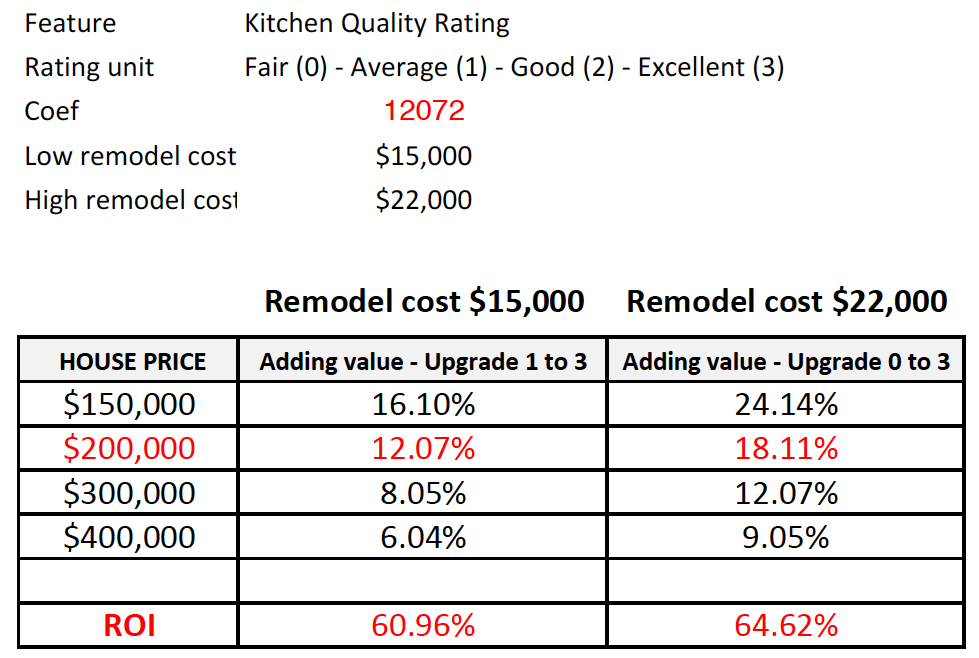 Feature Kitchen Quality Rating
Rating unit Fair (0) - Average (1) - Good (2) - Excellent (3)
Coef 12072
Low remodel cost $15,000
High remodel cost $22,000
Remodel cost $15,000 Remodel cost $22,000
HOUSE PRICE Adding value - Upgrade 1 to 3 Adding value - Upgrade 0 to 3
$150,000 16.10% 24.14%
$200,000 12.07% 18.11%
$300,000 8.05% 12.07%
$400,000 6.04% 9.05%
ROI 60.96% 64.62%